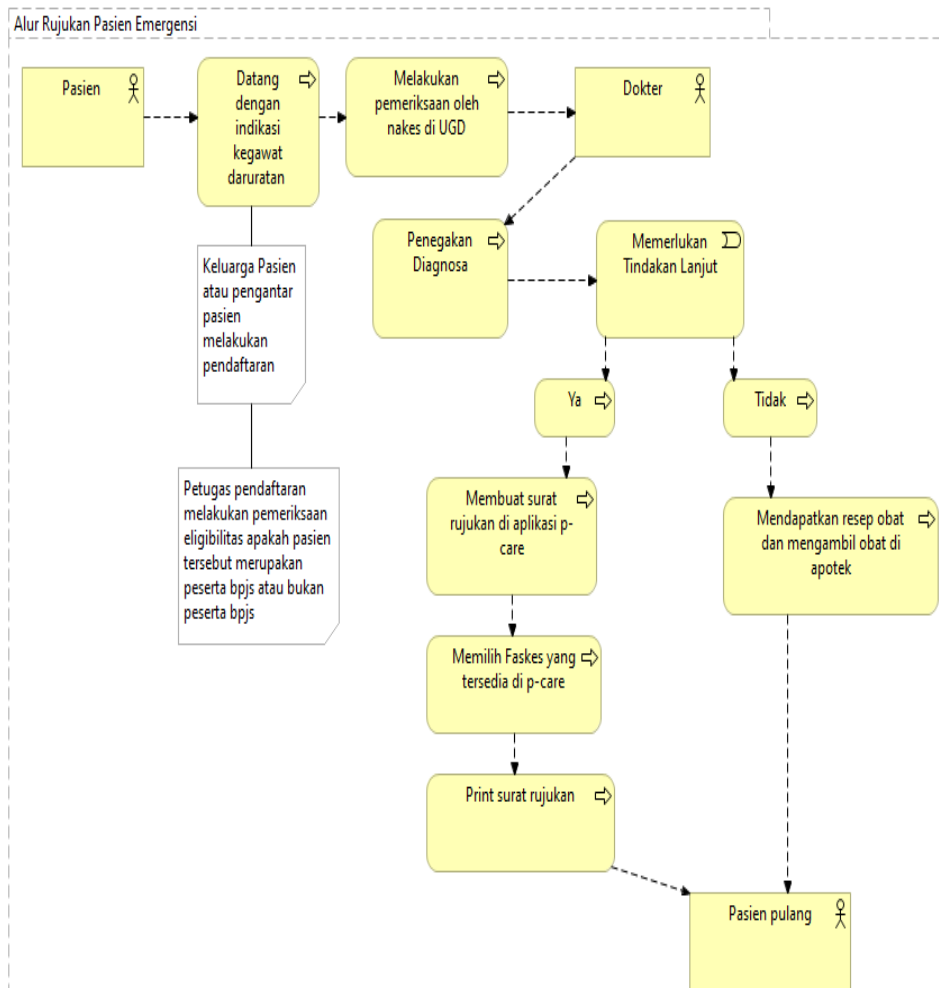 Alur Rujukan Pasien Emergensi
Pasien
Datang
dengan
indikasi
kegawat
daruratan
Melakukan
pemeriksaan oleh
nakes di UGD
Dokter
Keluarga Pasien
atau pengantar
pasien
melakukan
pendaftaran
Petugas pendaftaran
melakukan pemeriksaan
eligibilitas apakah pasien
tersebut merupakan
peserta bpjs atau bukan
peserta bpjs
Penegakan
Diagnosa
Memerlukan
Tindakan Lanjut
Ya
Tidak
Membuat surat
rujukan di aplikasi p-
care
Mendapatkan resep obat
dan mengambil obat di
apotek
Memilih Faskes yang
tersedia di p-care
Print surat rujukan
Pasien pulang